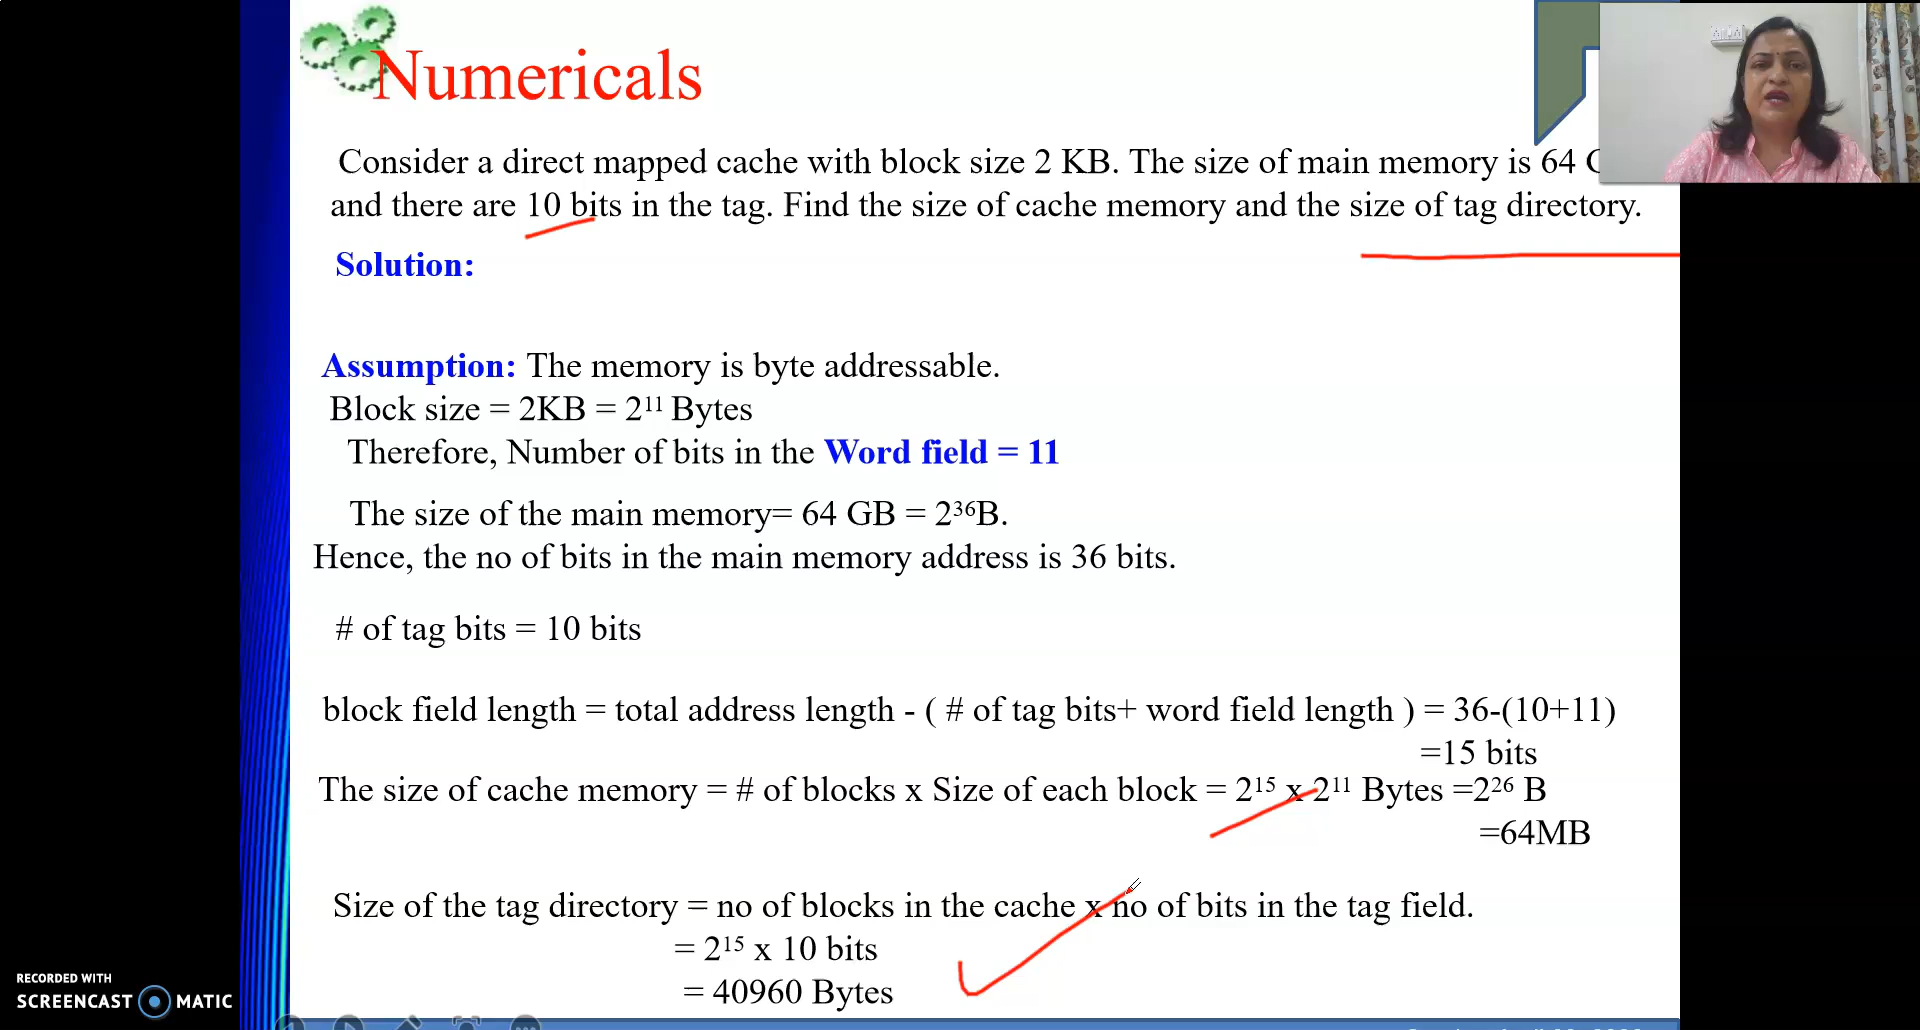 Numericals
Consider a direct mapped cache with block size 2 KB. The size of main memory is 64
and there are 10 bits in the tag. Find the size of cache memory and the size of tag directory.
Solution:
Assumption: The memory is byte addressable.
Block size = 2KB = 2¹¹ Bytes
Therefore, Number of bits in the Word field = 11
The size of the main memory= 64 GB = 2³⁶B.
Hence, the no of bits in the main memory address is 36 bits.
# of tag bits = 10 bits
block field length = total address length - ( # of tag bits+ word field length ) = 36-(10+11)
=15 bits
The size of cache memory = # of blocks x Size of each block = 2¹⁵ x 2¹¹ Bytes =2²⁶ B
=64MB
Size of the tag directory = no of blocks in the cache x no of bits in the tag field.
= 2¹⁵ x 10 bits
= 40960 Bytes
RECORDED WITH
SCREENCAST MATIC